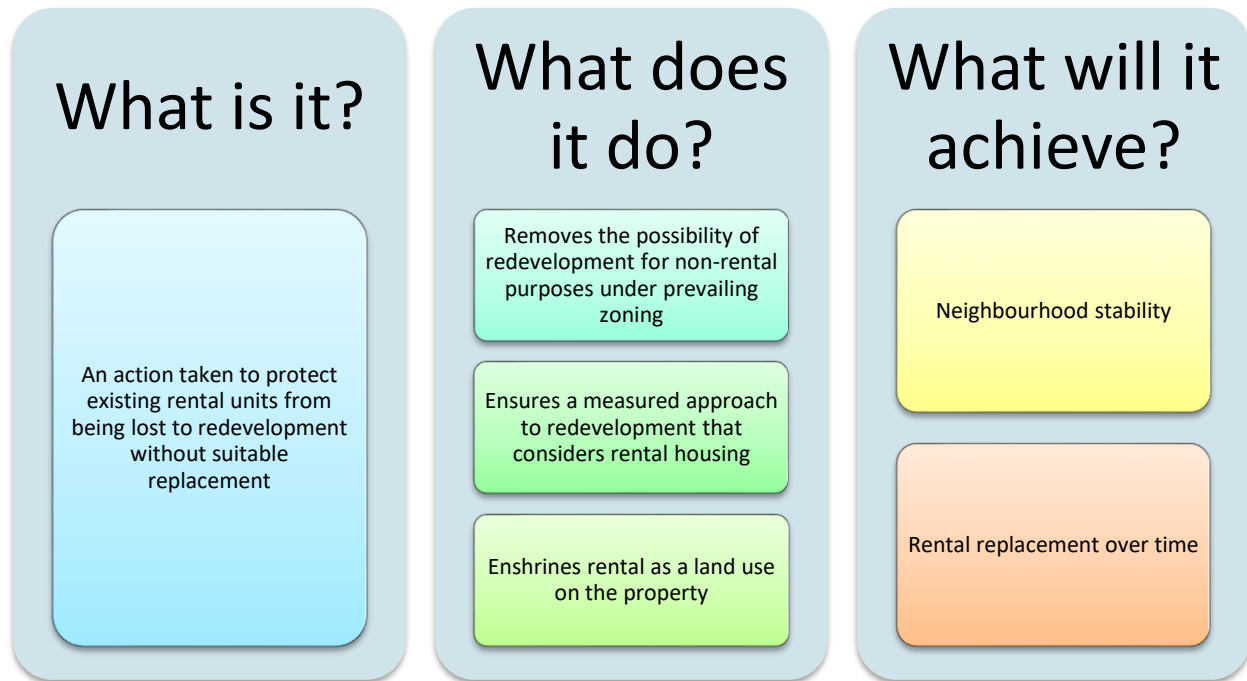 What is it?
An action taken to protect
existing rental units from
being lost to redevelopment
without suitable
replacement
What does
it do?
Removes the possibility of
redevelopment for non-rental
purposes under prevailing
zoning
Ensures a measured approach
to redevelopment that
considers rental housing
Enshrines rental as a land use
on the property
What will it
achieve?
Neighbourhood stability
Rental replacement over time